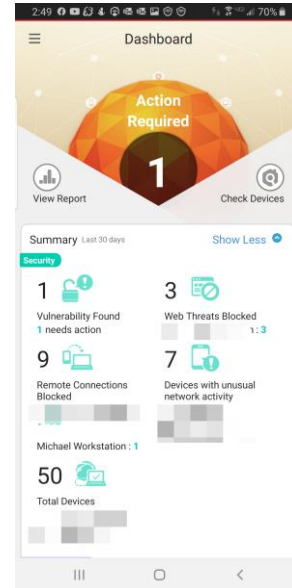 2:49
70%
Dashboard
Action
Required
1
View Report
Check Devices
Summary Last 30 days
Show Less
Security
1
Vulnerability Found
1 needs action
3
Web Threats Blocked
: 3
9
Remote Connections
Blocked
Michael Workstation : 1
7
Devices with unusual
network activity
50
Total Devices